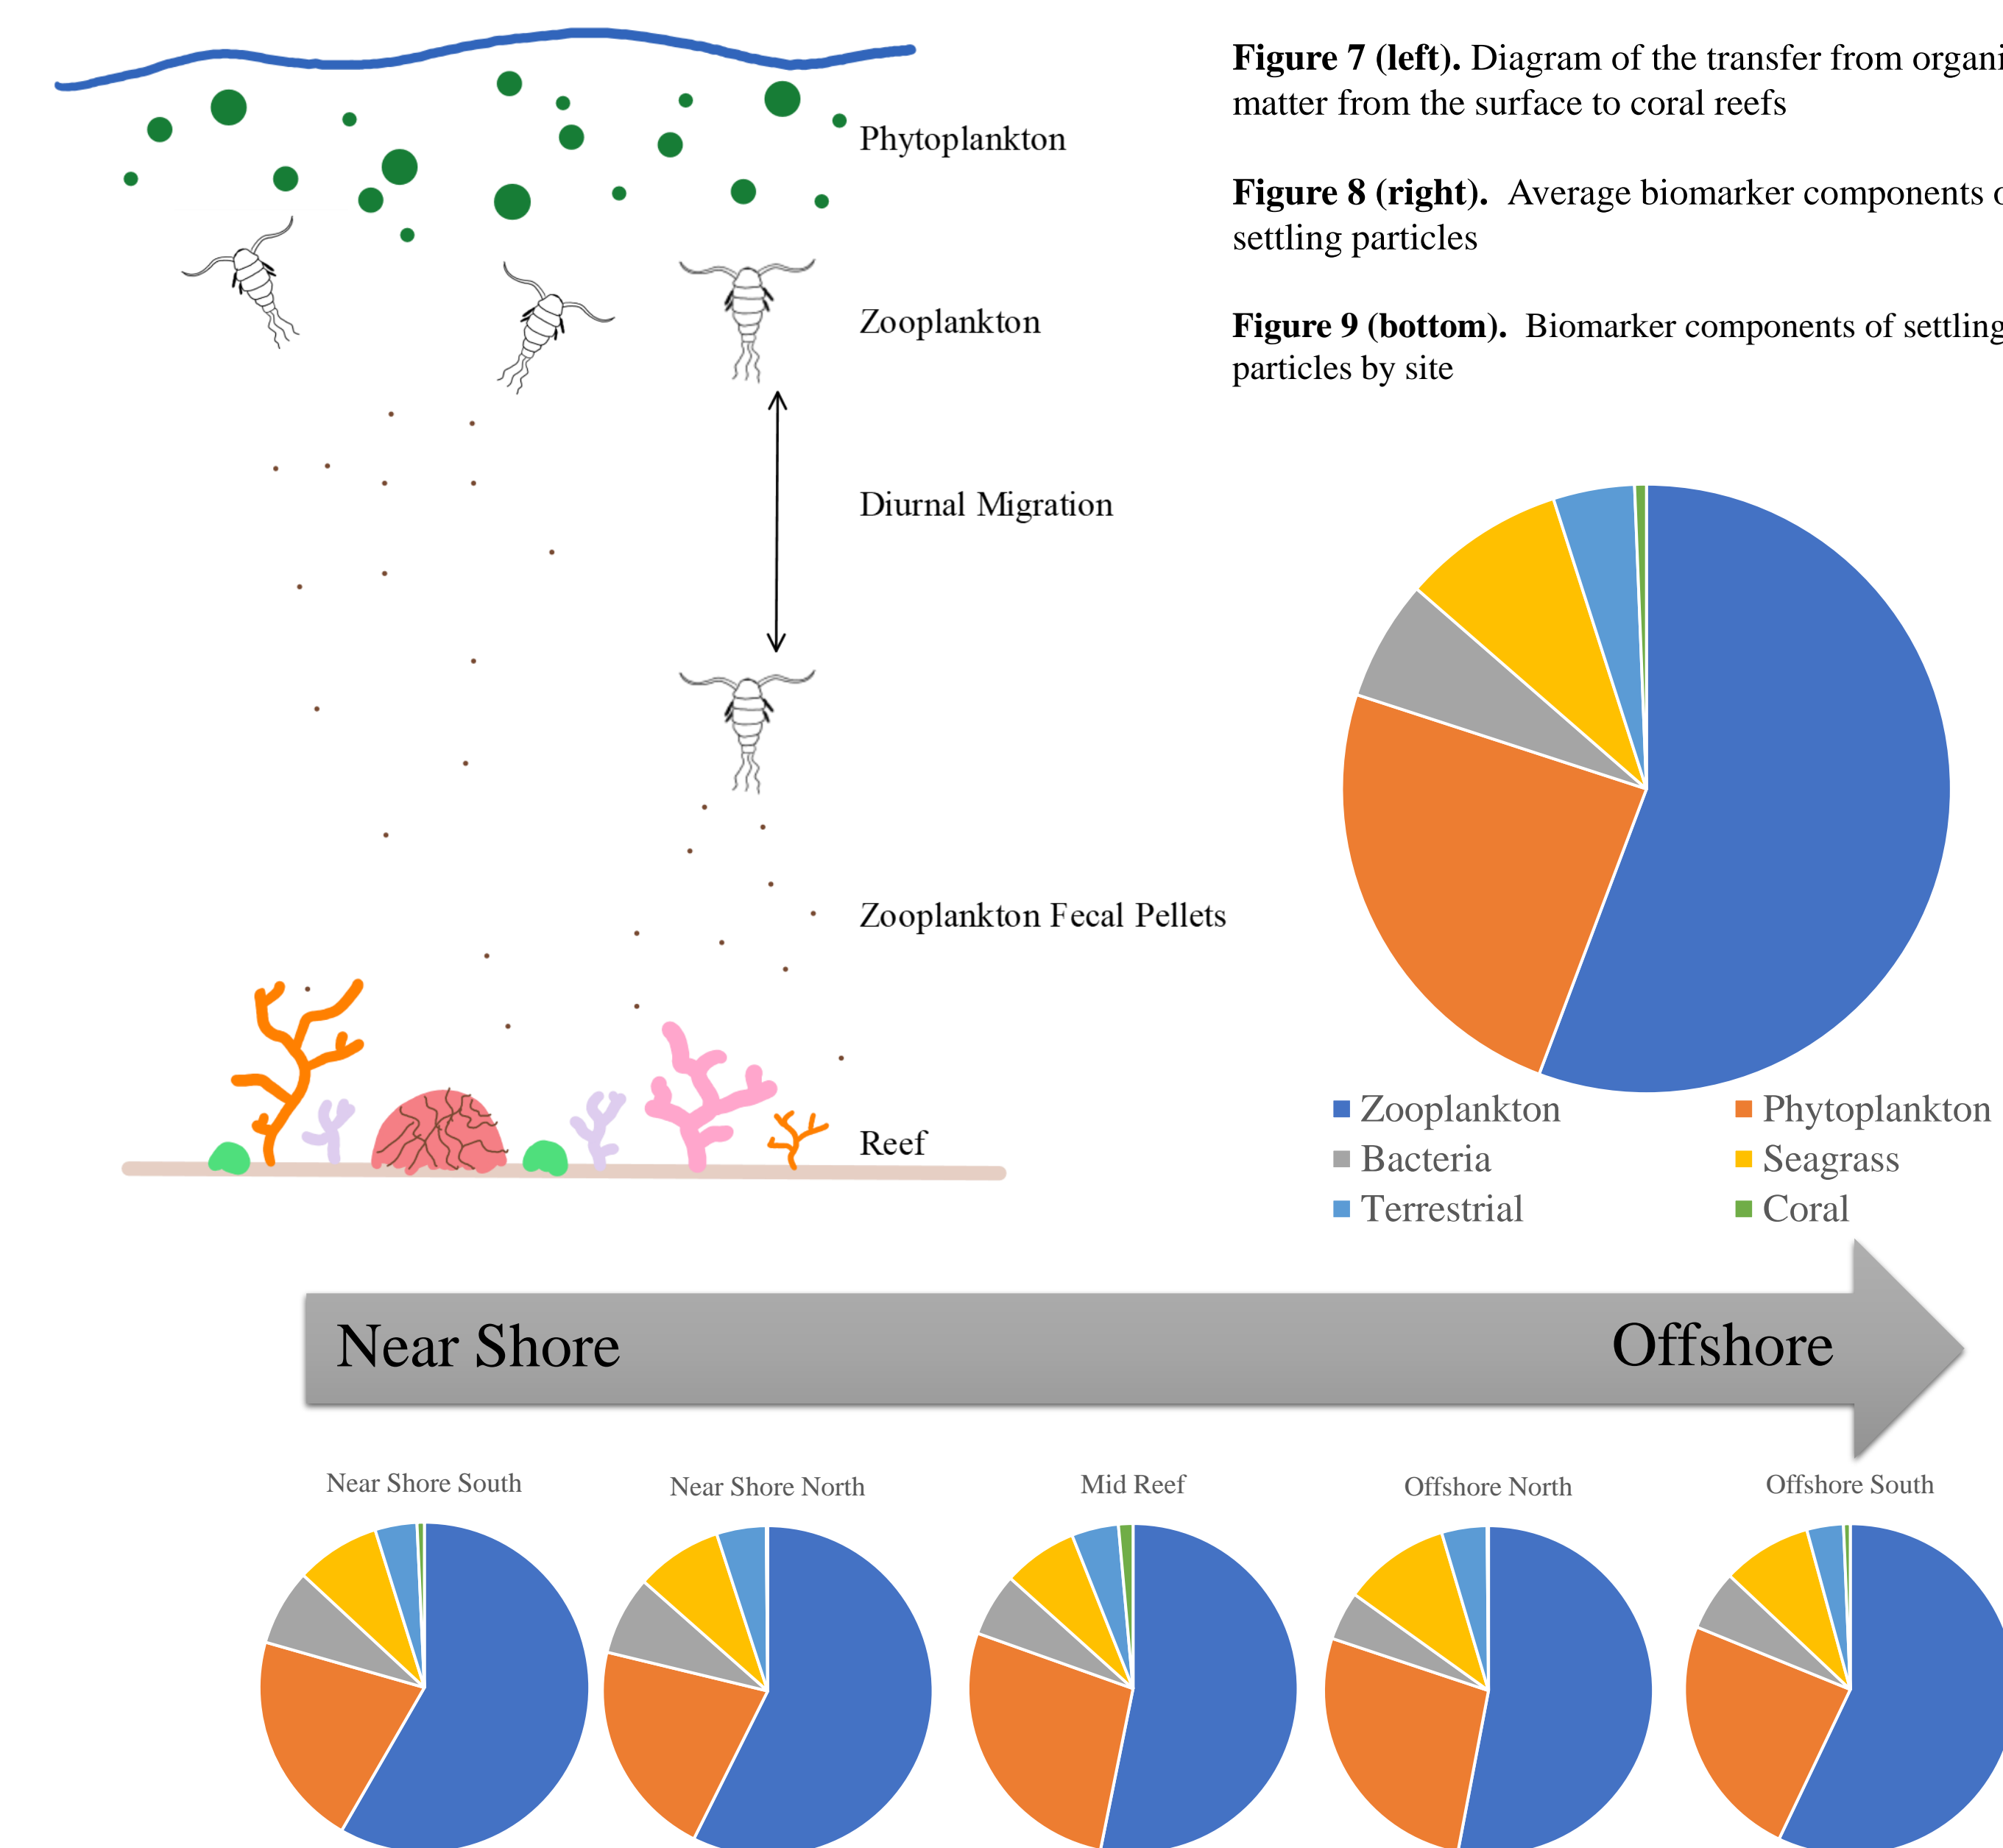 Figure 7 (left). Diagram of the transfer from organi
matter from the surface to coral reefs
Figure 8 (right). Average biomarker components
settling particles
Figure 9 (bottom). Biomarker components of settling
particles by site
Phytoplankton
Zooplankton
Diurnal Migration
Zooplankton Fecal Pellets
Reef
Zooplankton
Phytoplankton
Bacteria
Seagrass
Terrestrial
Coral
Near Shore
Offshore
Near Shore South
Near Shore North
Mid Reef
Offshore North
Offshore South